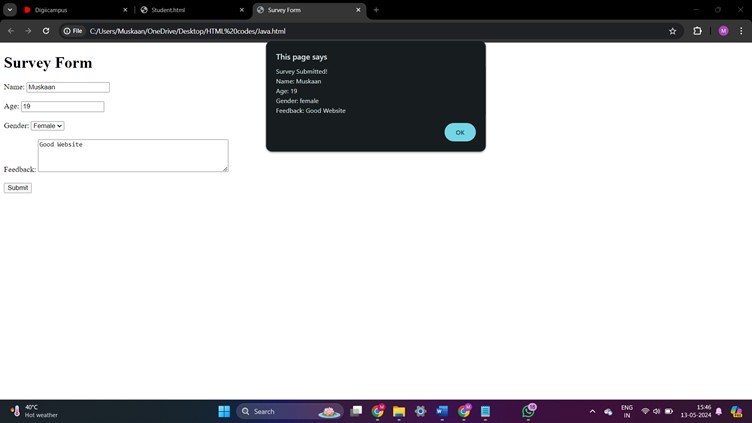 Digiicampus
Student.html
Survey Form
File
C:/Users/Muskaan/OneDrive/Desktop/HTML%20codes/Java.html
M
This page says
Survey Submitted!
Name: Muskaan
Age: 19
Gender: female
Feedback: Good Website
OK
Survey Form
Name: Muskaan
Age: 19
Gender: Female
Good Website
Feedback:
Submit
40°C
Hot weather
Search
ENG
IN
15:46
13-05-2024